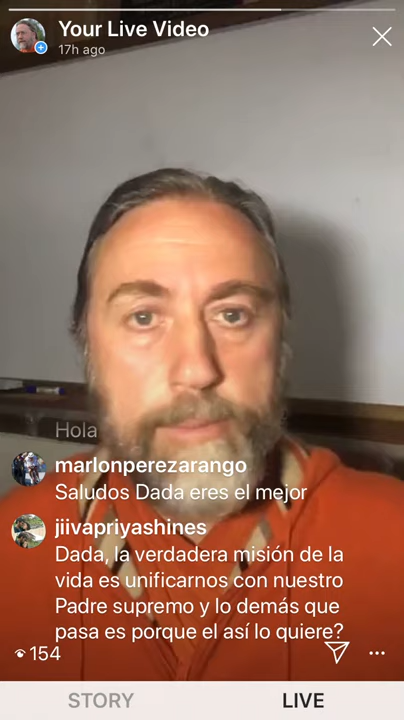 Your Live Video
17h ago
Hola
marlonperezarango
Saludos Dada eres el mejor
jiivapriyashines
Dada, la verdadera misión de la
vida es unificarnos con nuestro
Padre supremo y lo demás que
pasa es porque el así lo quiere?
154
STORY
LIVE